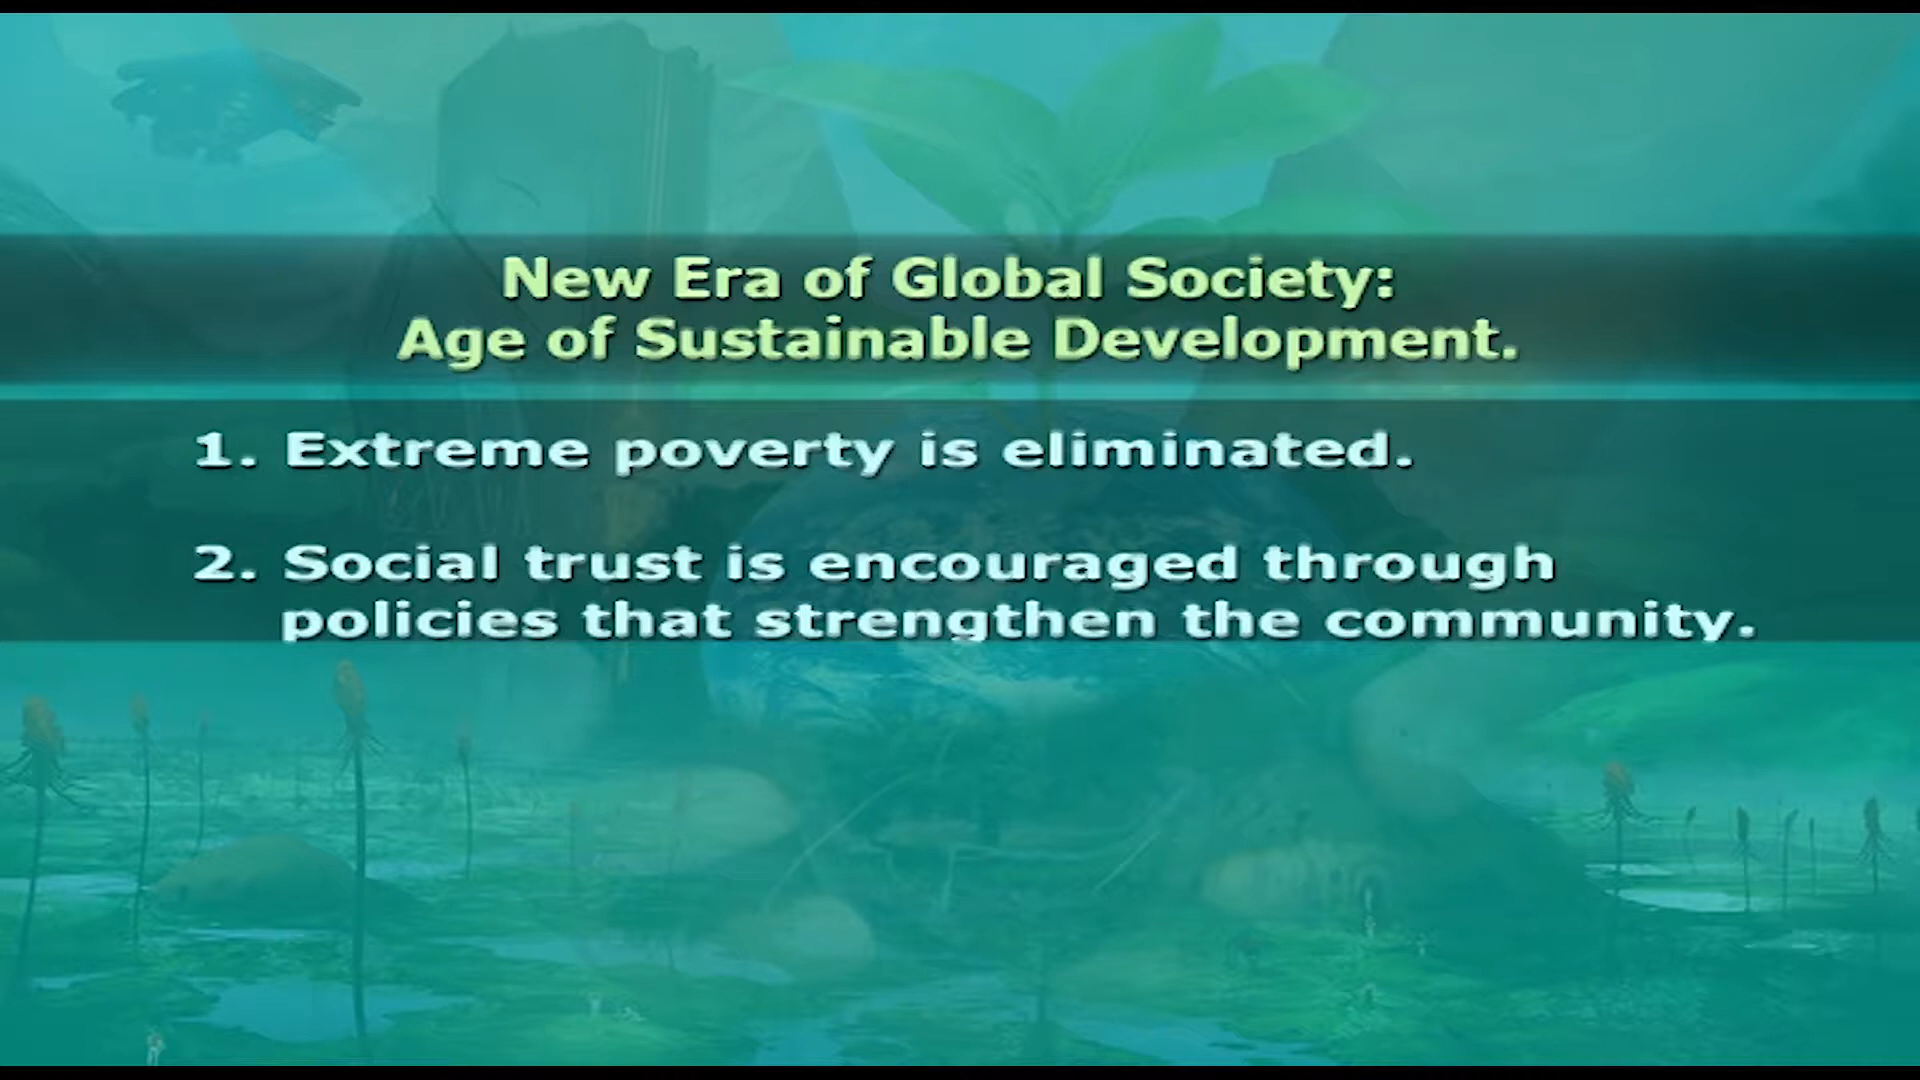 New Era of Global Society:
Age of Sustainable Development.
1. Extreme poverty is eliminated.
2. Social trust is encouraged through
policies that strengthen the community.